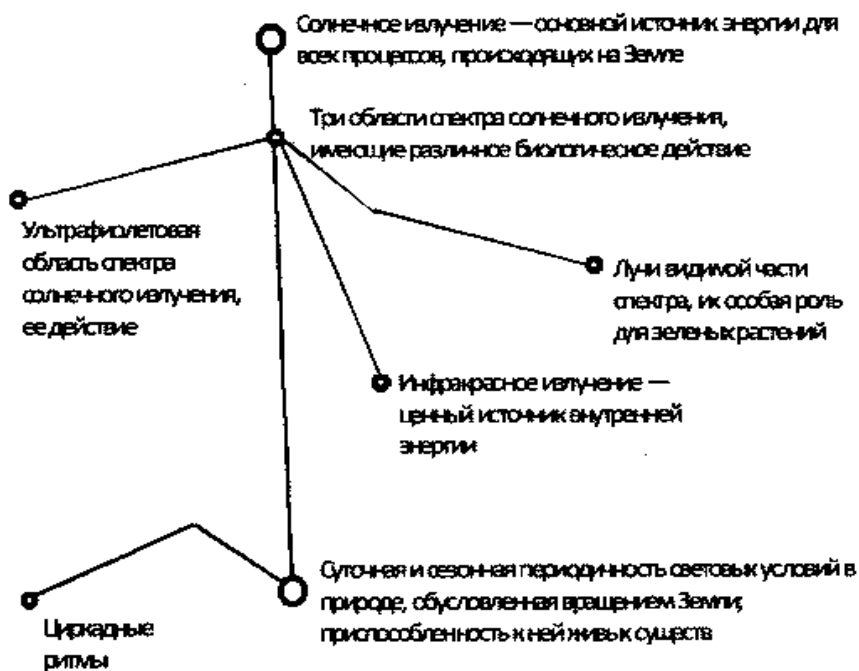 Солнечное излучение — основной источник энергии для
всех процессов, происходящих на Земле
Три области спектра солнечного излучения,
имеющие различное биологическое действие
Ультрафиолетовая
область спектра
солнечного излучения,
ее действие
Лучи видимой части
спектра, их особая роль
для зеленых растений
Инфракрасное излучение —
ценный источник внутренней
энергии
Суточная и сезонная периодичность световых условий в
природе, обусловленная вращением Земли;
приспособленность к ней живых существ
Циркадные
ритмы